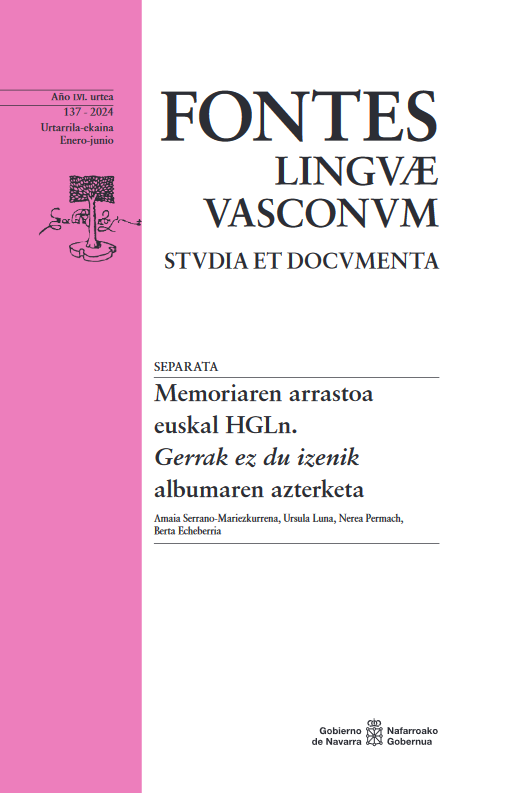 Año LVI. urtea
137 - 2024
Urtarrila-ekaina
Enero-junio
FONTES
LINGVÆ
VASCONVM
STVDIA ET DOCVMENTA
SEPARATA
Memoriaren arrastoa
euskal HGLn.
Gerrak ez du izenik
albumaren azterketa
Amaia Serrano-Mariezkurrena, Ursula Luna, Nerea Permach,
Berta Echeberria
Gobierno
de Navarra
Nafarroako
Gobernua